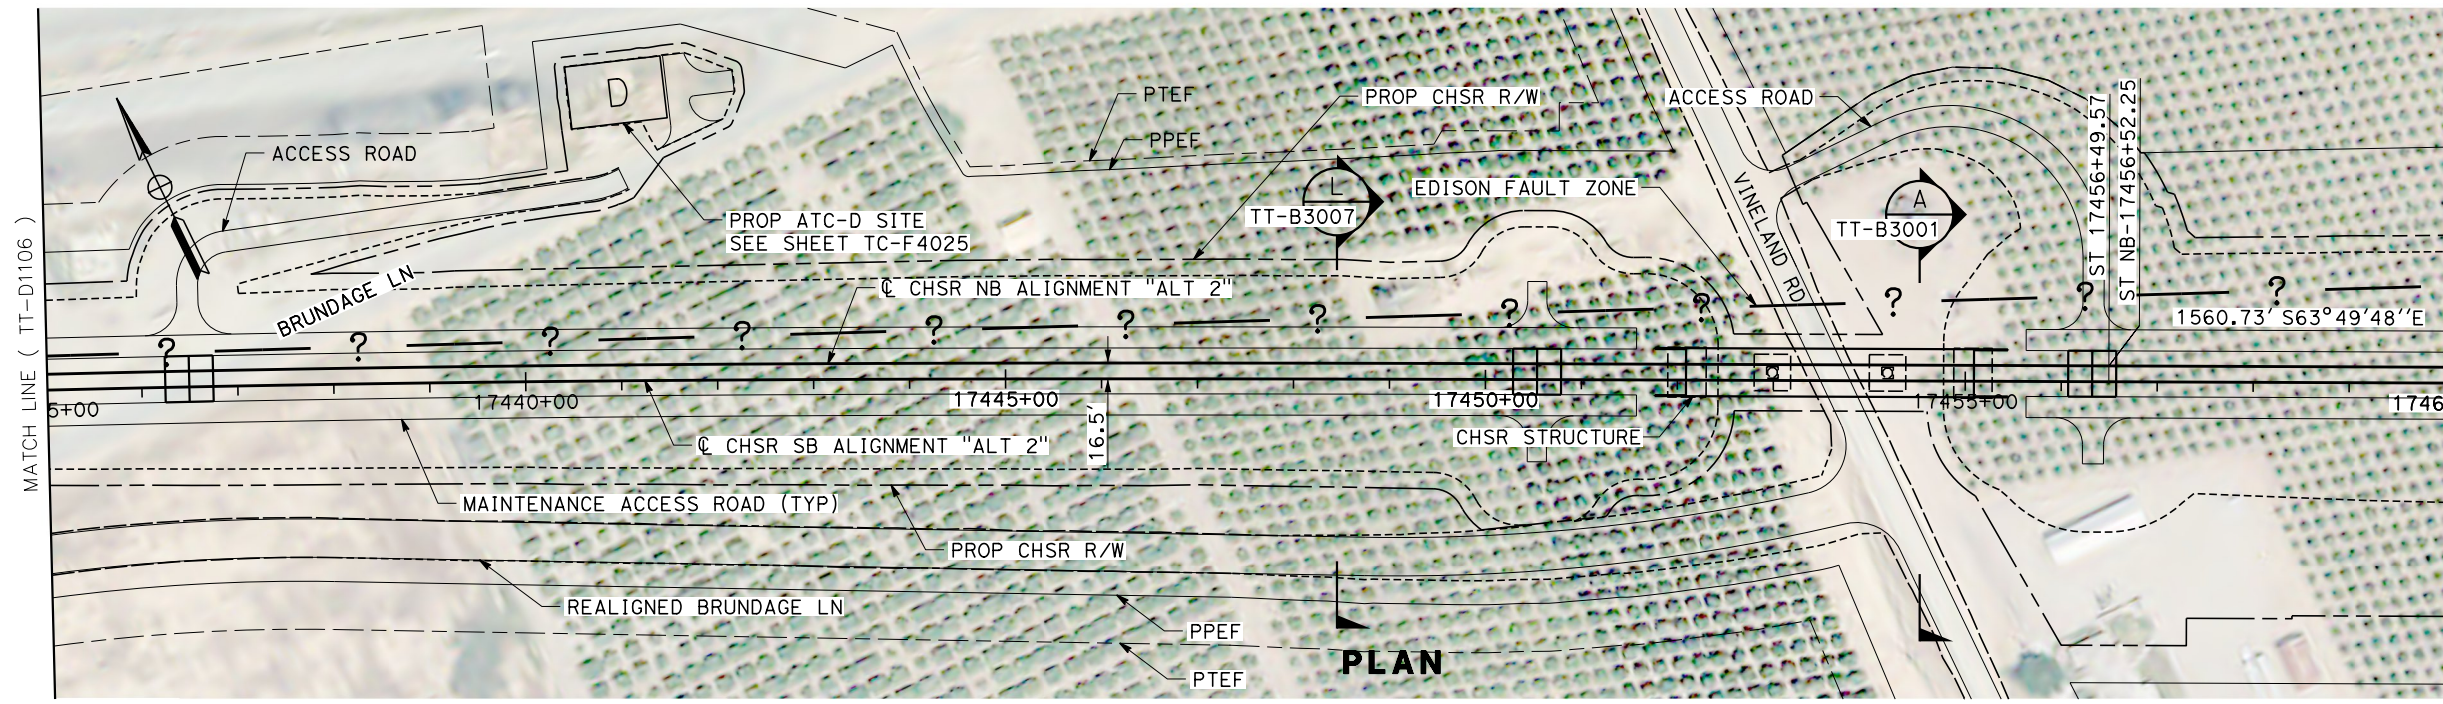 MATCH LINE ( TT-D1106 )
D
ACCESS ROAD
PROP ATC-D SITE
SEE SHEET TC-F4025
BRUNDAGE LN
PTEF
PPEF
PROP CHSR R/W
ACCESS ROAD
L
TT-B3007
EDISON FAULT ZONE
VINELAND RD
A
TT-B3001
ST 17456+49.57
ST NB-17456+52.25
℄ CHSR NB ALIGNMENT "ALT 2"
? ? ? ? ? ? ? ? ? ? ? ?
1560.73' S63°49'48"E
5+00
17440+00
17445+00
17450+00
17455+00
1746
16.5'
℄ CHSR SB ALIGNMENT "ALT 2"
CHSR STRUCTURE
MAINTENANCE ACCESS ROAD (TYP)
PROP CHSR R/W
REALIGNED BRUNDAGE LN
PPEF
PTEF
PLAN